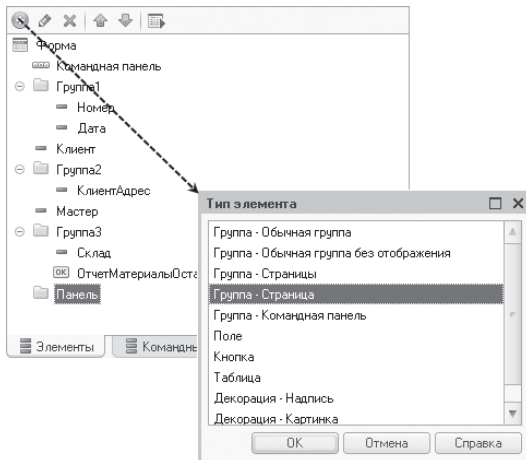 Форма
Командная панель
Группа1
Номер
Дата
Клиент
Группа2
КлиентАдрес
Мастер
Группа3
Склад
OK ОтчетМатериалыОста
Панель
Элементы Командны
Тип элемента
Группа - Обычная группа
Группа - Обычная группа без отображения
Группа - Страницы
Группа - Страница
Группа - Командная панель
Поле
Кнопка
Таблица
Декорация - Надпись
Декорация - Картинка
ОК Отмена Справка